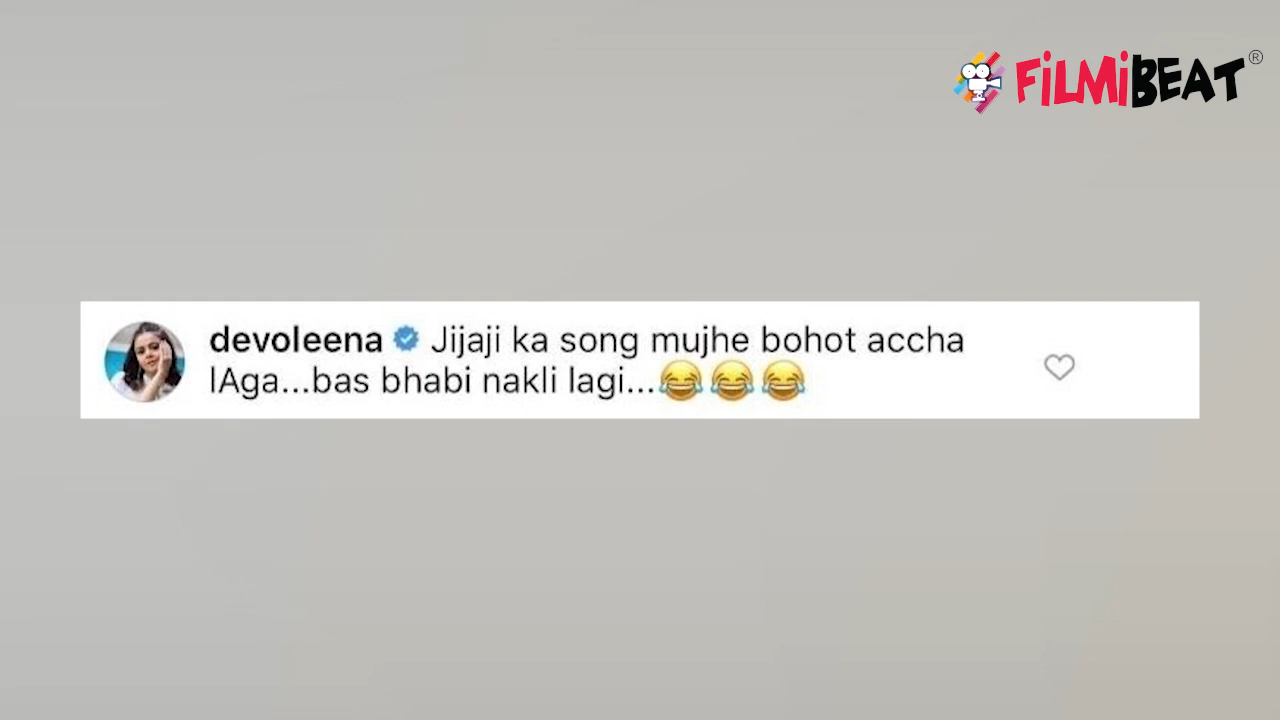 FiLMiBEAT®
devoleena Jijaji ka song mujhe bohot accha
lAga...bas bhabi nakli lagi...😂😂😂